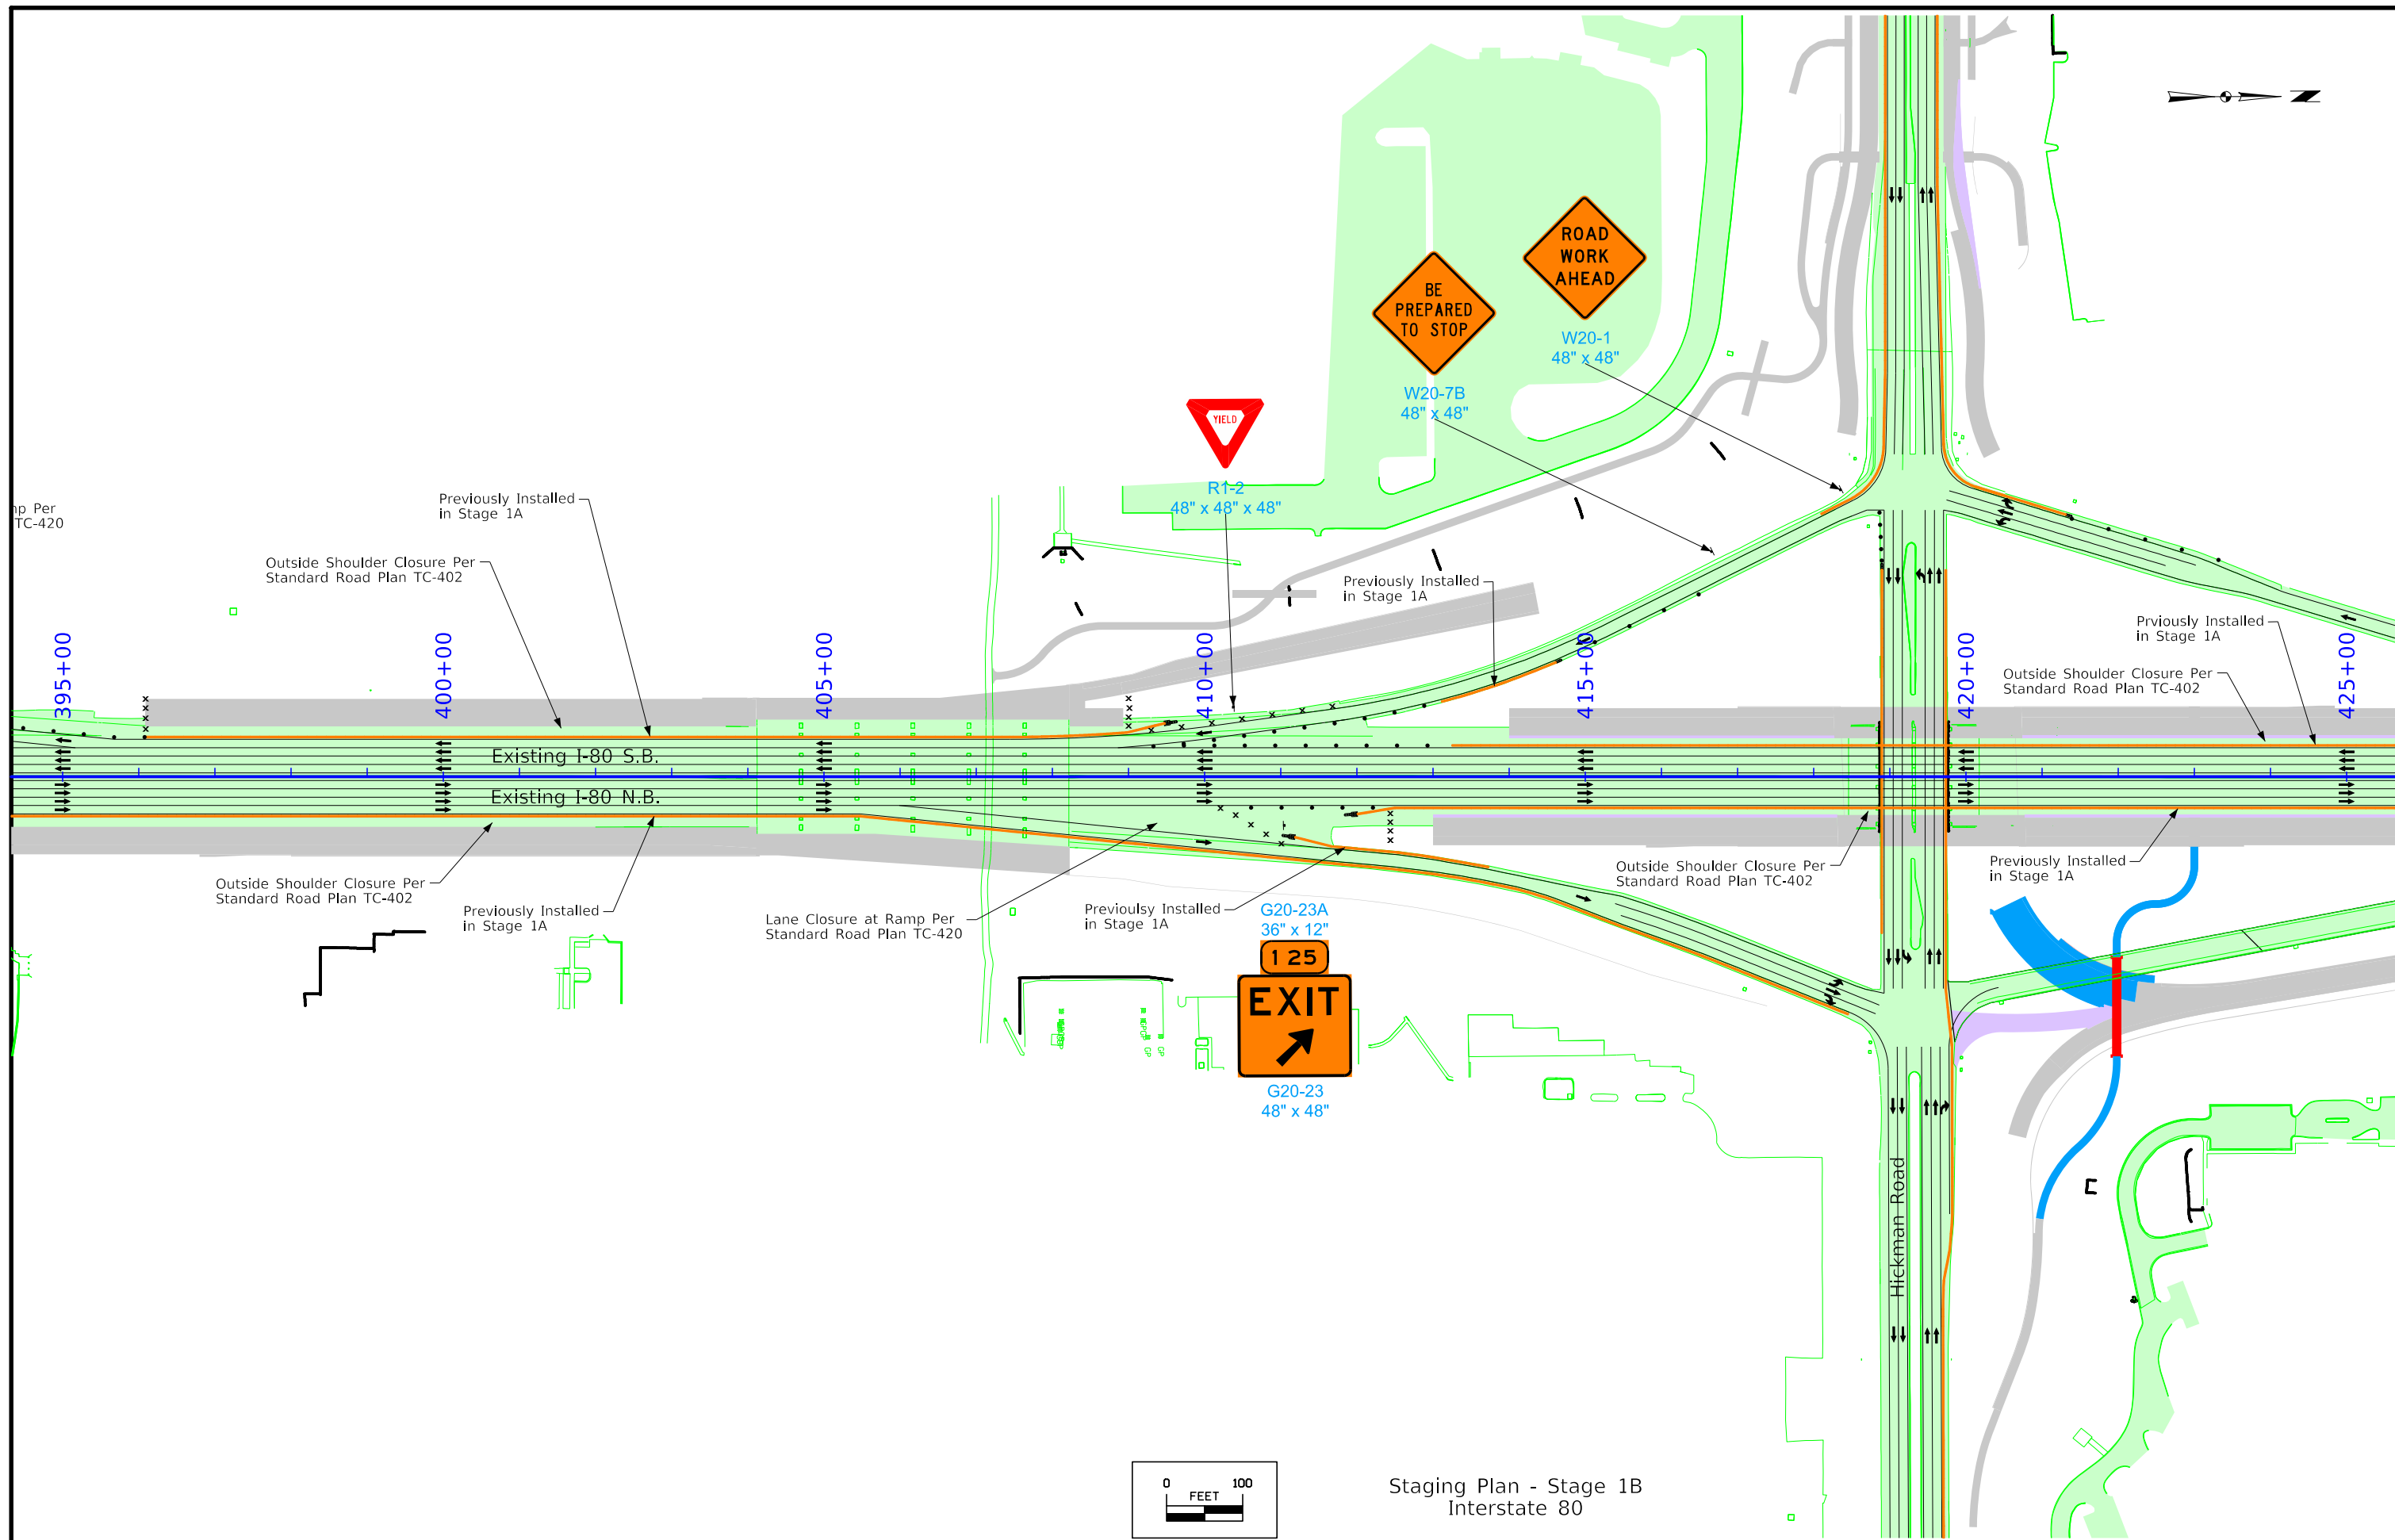 ROAD
WORK
AHEAD
W20-1
48" x 48"
BE
PREPARED
TO STOP
W20-7B
48" x 48"
YIELD
R1-2
48" x 48" x 48"
Per
TC-420
Previously Installed
in Stage 1A
Outside Shoulder Closure Per
Standard Road Plan TC-402
Previously Installed
in Stage 1A
Prviously Installed
in Stage 1A
Outside Shoulder Closure Per
Standard Road Plan TC-402
395+00
400+00
405+00
410+00
415+00
420+00
425+00
Existing I-80 S.B.
Existing I-80 N.B.
Outside Shoulder Closure Per
Standard Road Plan TC-402
Previously Installed
in Stage 1A
Lane Closure at Ramp Per
Standard Road Plan TC-420
Previoulsy Installed
in Stage 1A
Outside Shoulder Closure Per
Standard Road Plan TC-402
Previously Installed
in Stage 1A
G20-23A
36" x 12"
125
EXIT
G20-23
48" x 48"
GP
GP
Hickman Road
0 100
FEET
Staging Plan - Stage 1B
Interstate 80